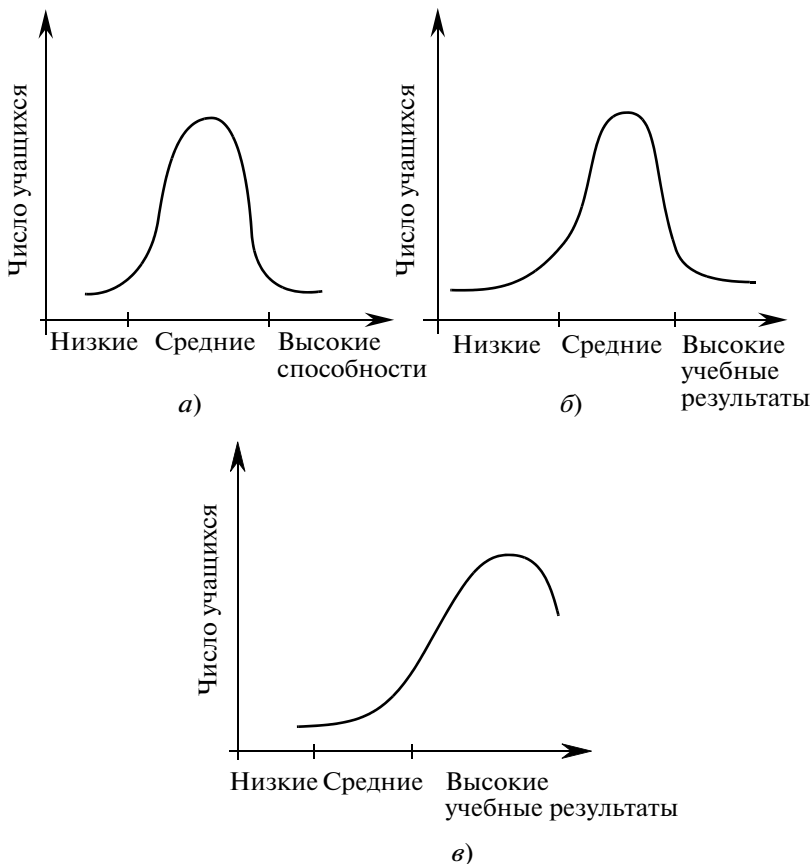 Число учащихся
Низкие Средние Высокие
способности
а)
Число учащихся
Низкие Средние Высокие
учебные
результаты
б)
Число учащихся
Низкие Средние Высокие
учебные результаты
в)